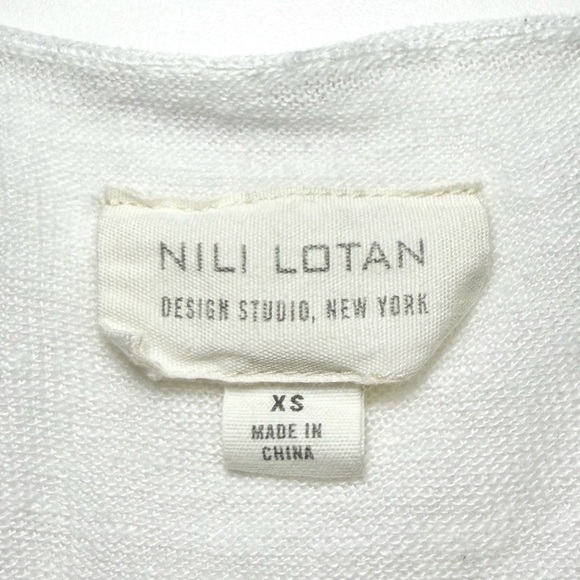 NILI LOTAN
DESIGN STUDIO, NEW YORK
XS
MADE IN
CHINA